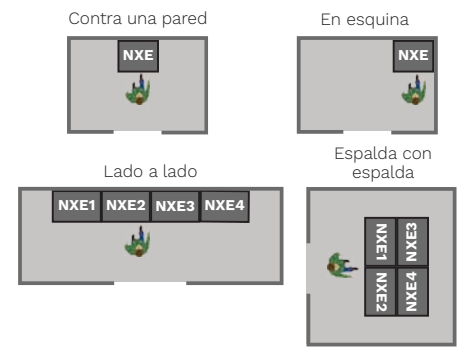 Contra una pared
NXE
En esquina
NXE
Lado a lado
NXE1 NXE2 NXE3 NXE4
Espalda con
espalda
NXE1
NXE3
NXE2
NXE4